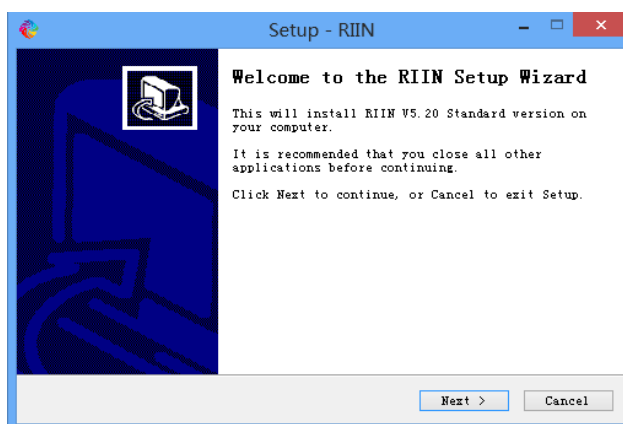 Setup - RIIN
Welcome to the RIIN Setup Wizard
This will install RIIN V5.20 Standard version on
your computer.
It is recommended that you close all other
applications before continuing.
Click Next to continue, or Cancel to exit Setup.
Next >
Cancel